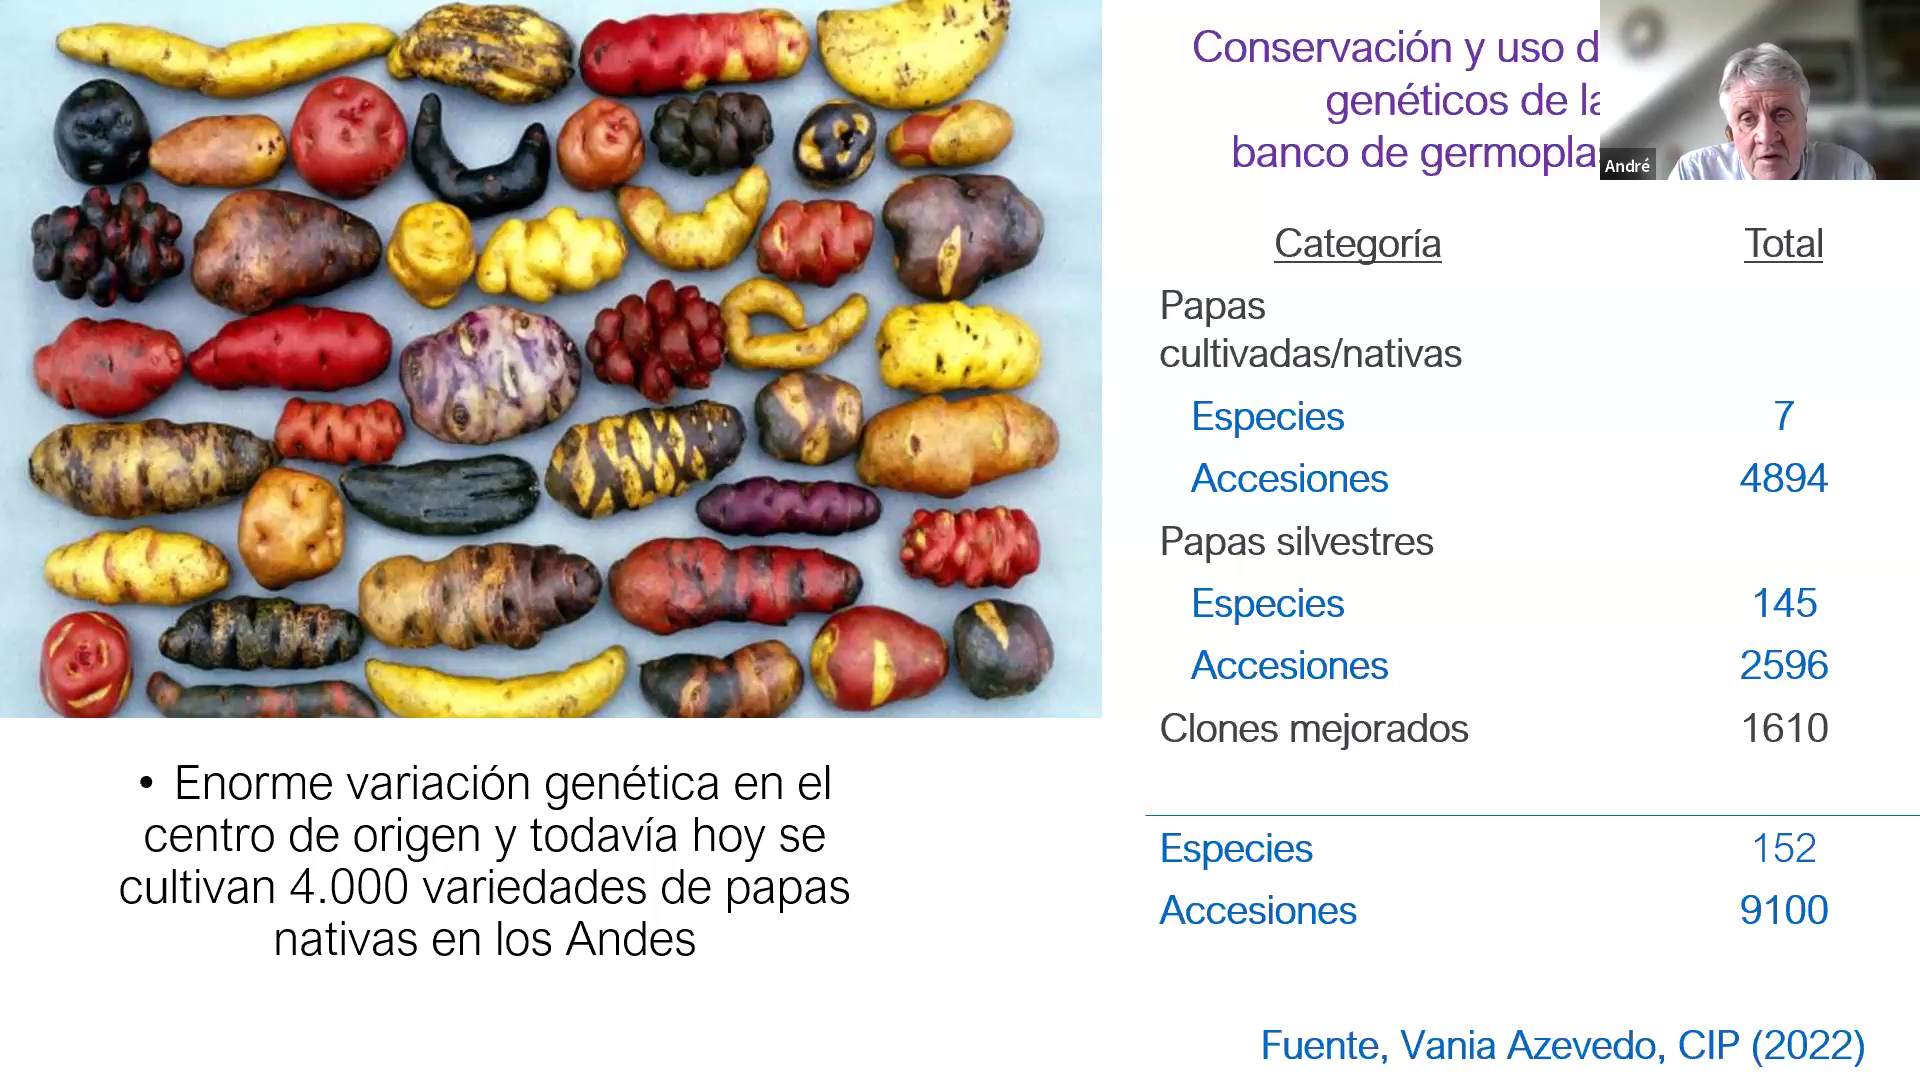 Conservación y uso d
genéticos de la
banco de germopla
André
Categoría Total
Papas
cultivadas/nativas
Especies 7
Accesiones 4894
Papas silvestres
Especies 145
Accesiones 2596
Clones mejorados 1610
Especies 152
Accesiones 9100
• Enorme variación genética en el
centro de origen y todavía hoy se
cultivan 4.000 variedades de papas
nativas en los Andes
Fuente, Vania Azevedo, CIP (2022)